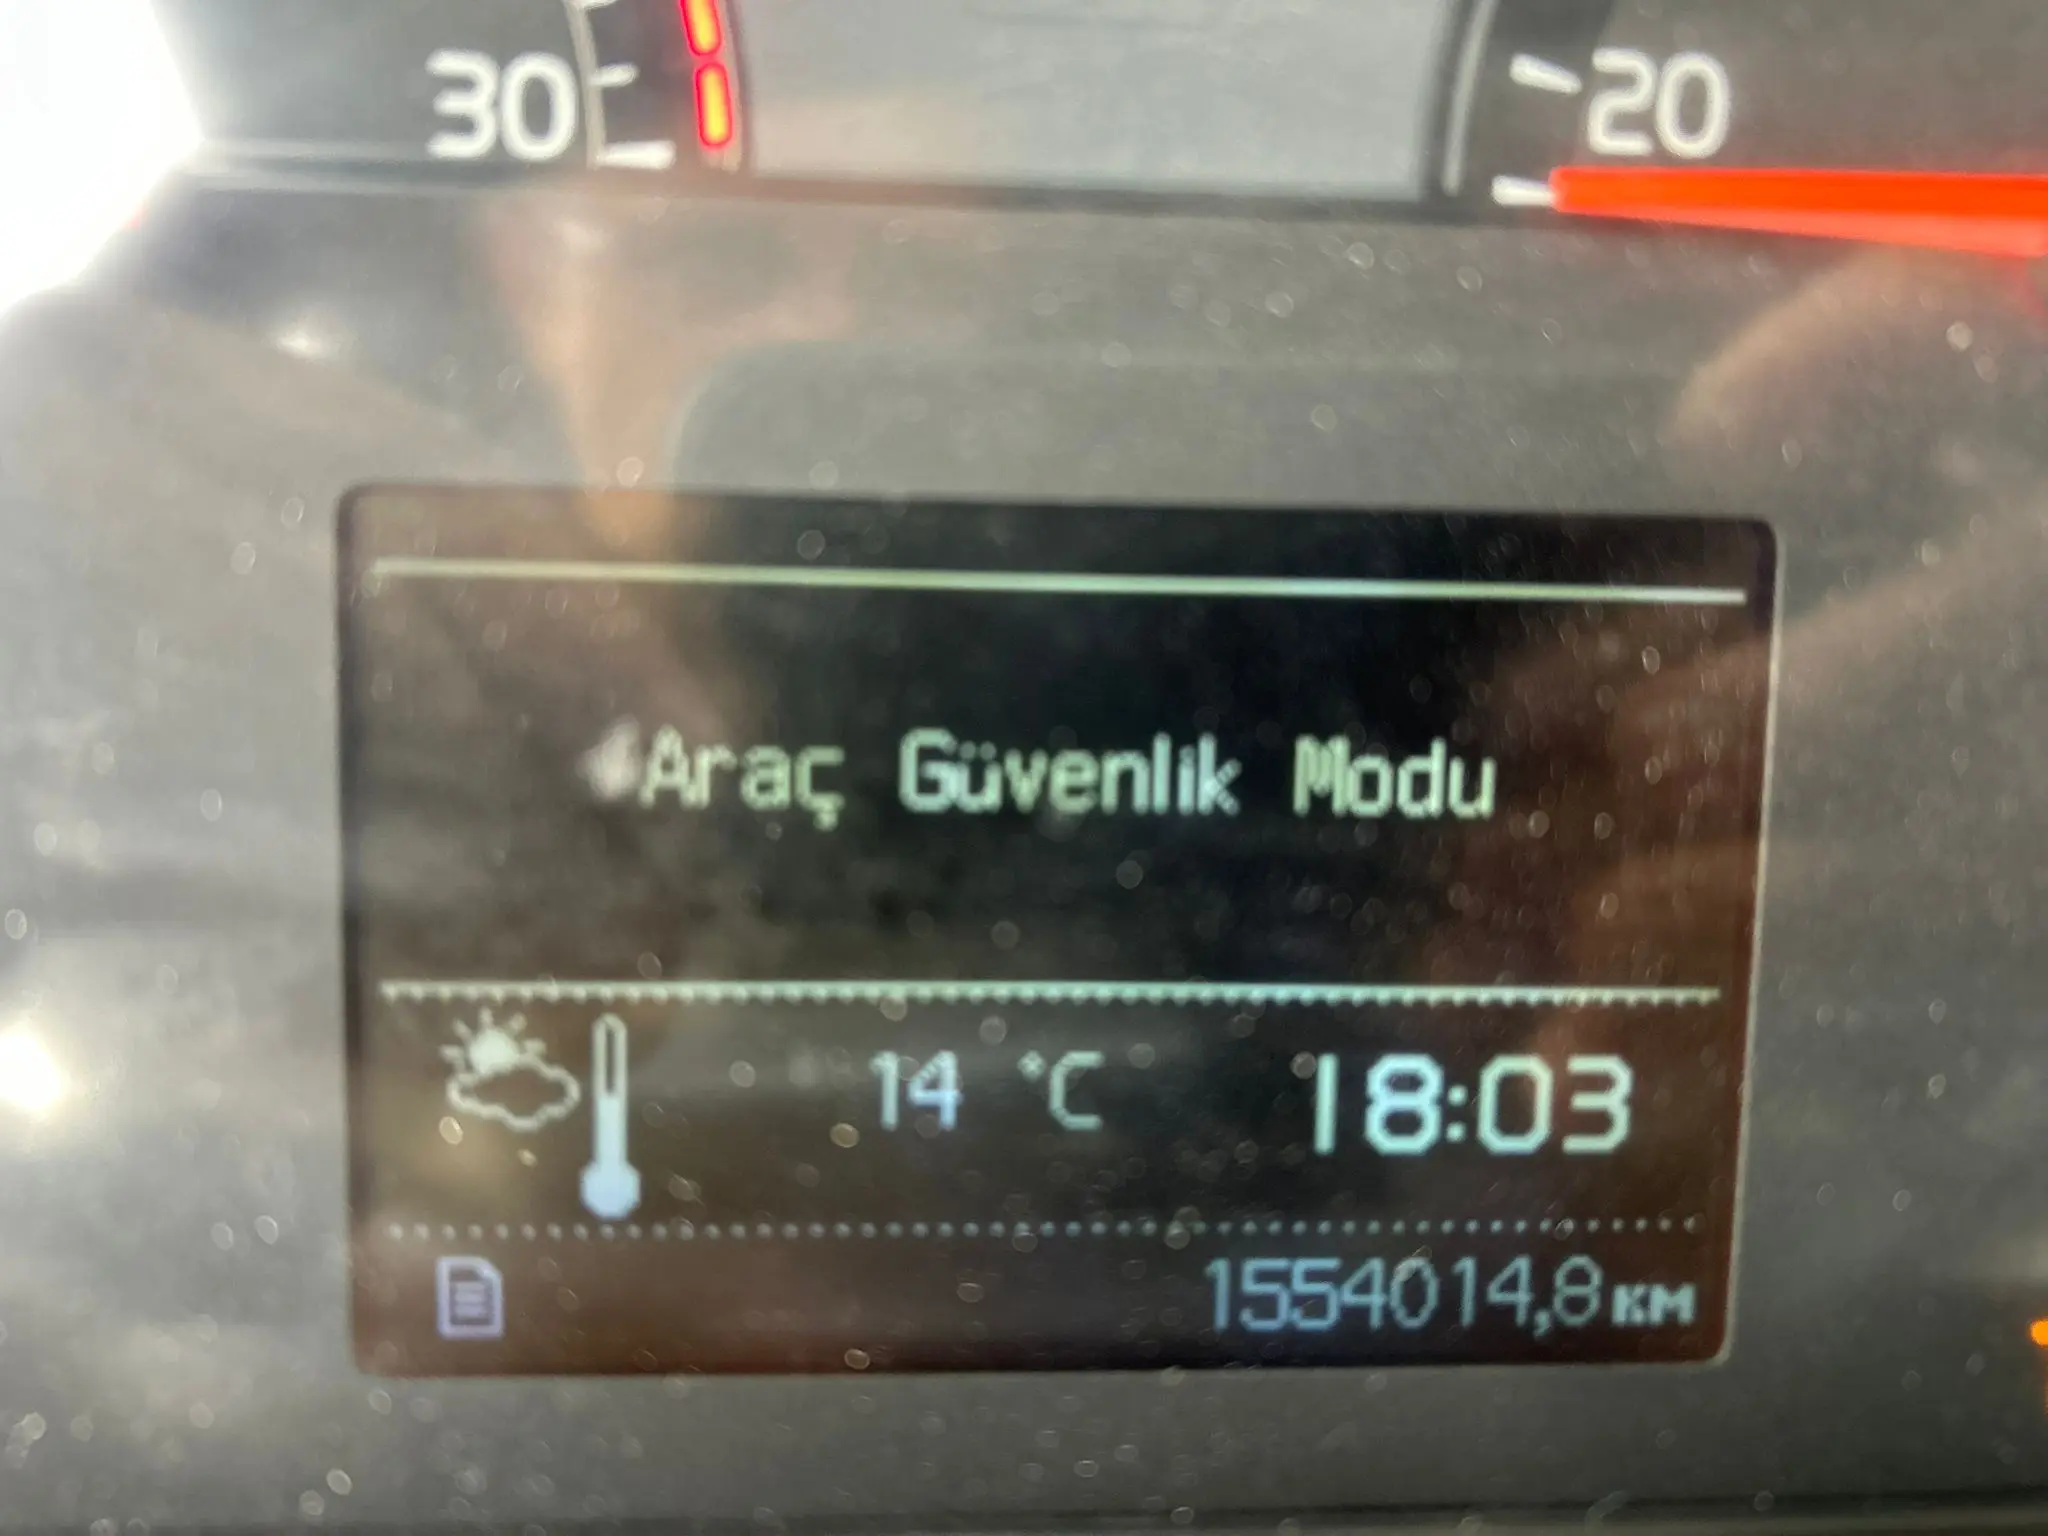 30
20
Araç Güvenlik Modu
14 °C 18:03
1554014,8 KM